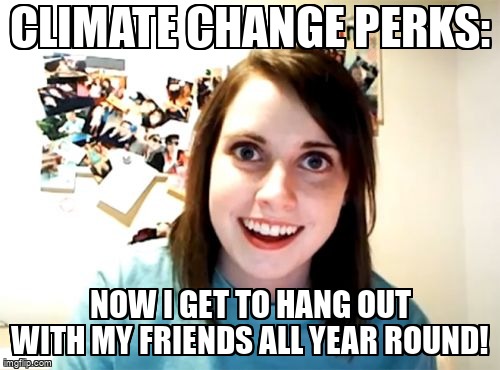 CLIMATE CHANGE PERKS:
NOW I GET TO HANG OUT
WITH MY FRIENDS ALL YEAR ROUND!
imgflip.com